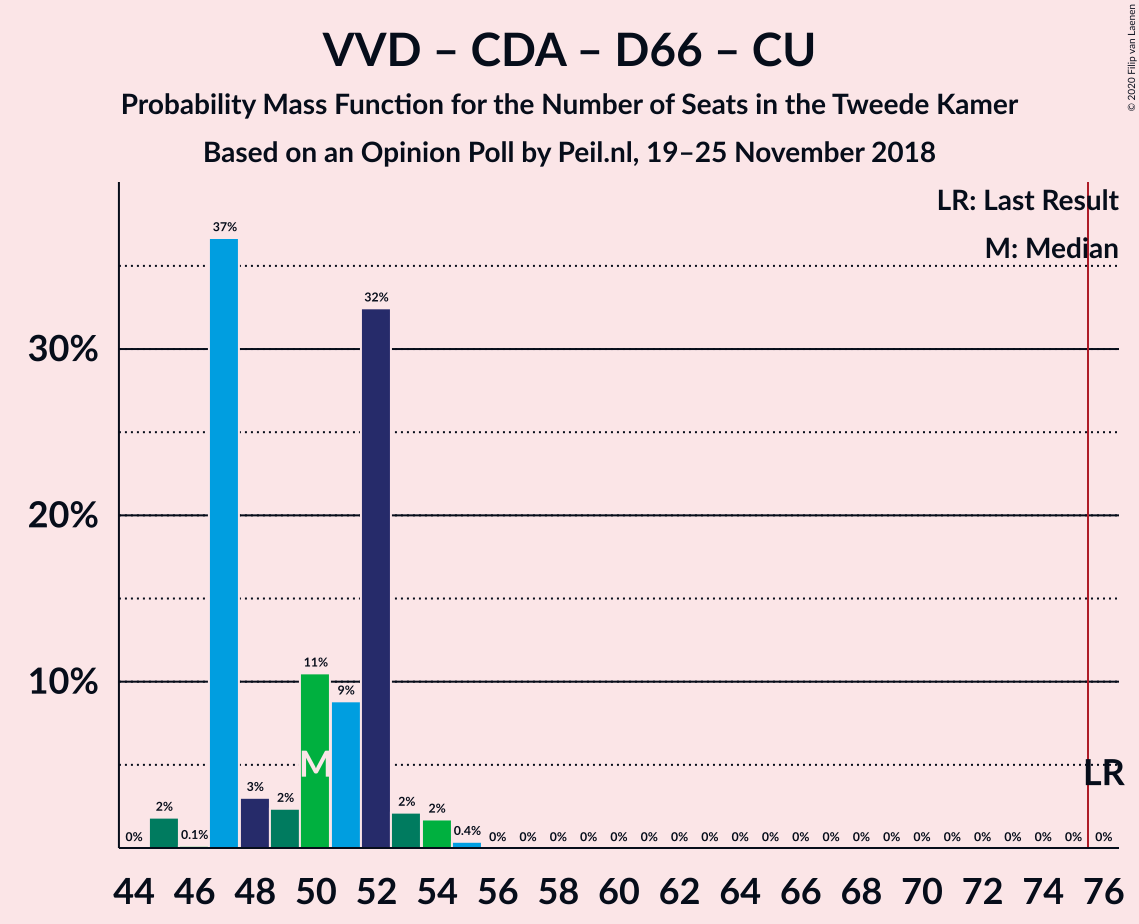 © 2020 Filip van Laenen
VVD – CDA – D66 – CU
Probability Mass Function for the Number of Seats in the Tweede Kamer
Based on an Opinion Poll by Peil.nl, 19–25 November 2018
LR: Last Result
M: Median
30%
20%
10%
0% 2% 0.1% 37% 3% 2% 11% 9% 32% 2% 2% 0.4% 0% 0% 0% 0% 0% 0% 0% 0% 0% 0% 0% 0% 0% 0% 0% 0% 0% 0% 0% 0% 0%
M
LR
44 46 48 50 52 54 56 58 60 62 64 66 68 70 72 74 76